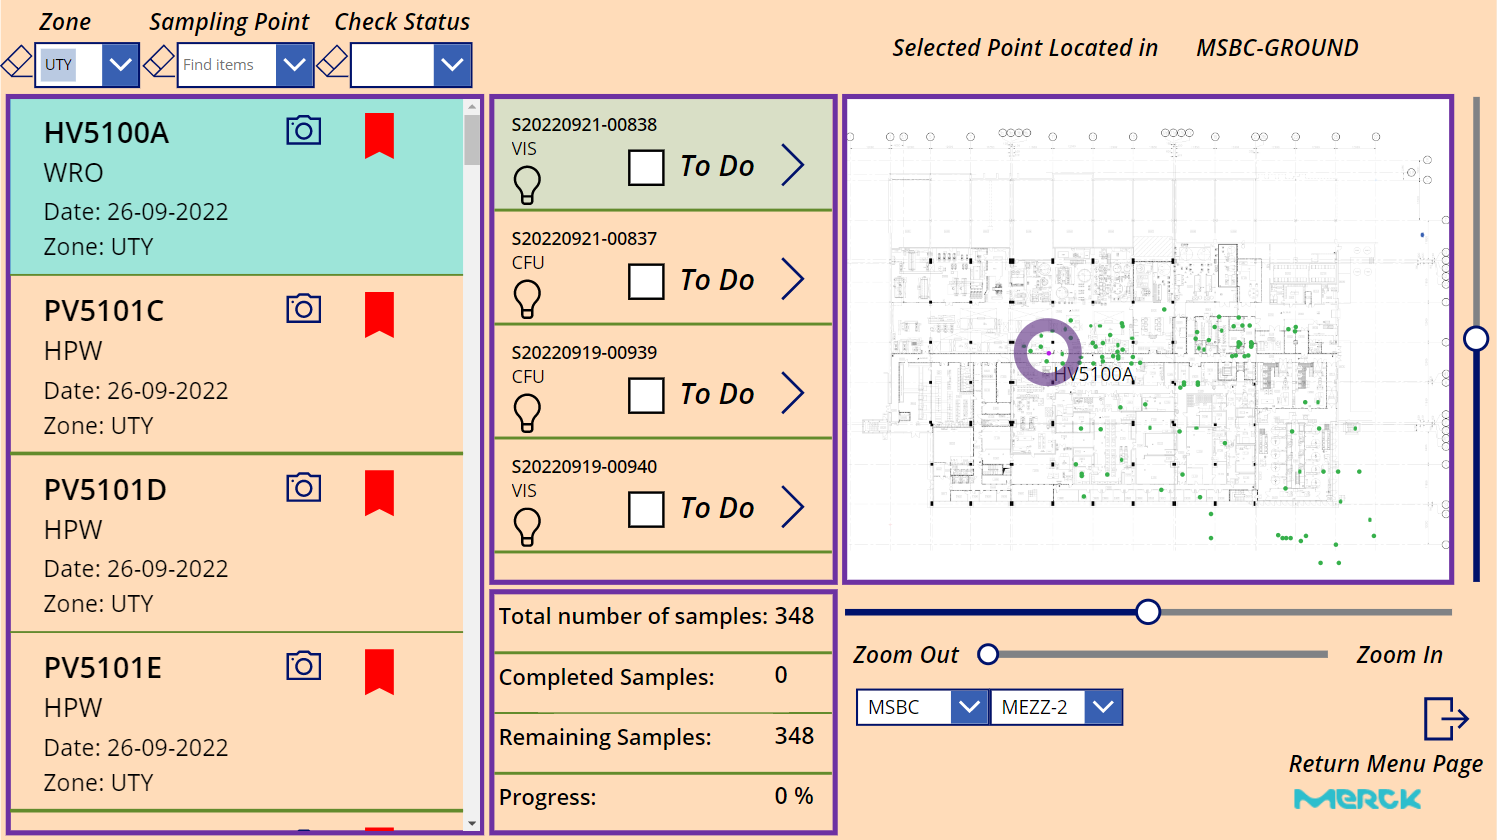 Zone
Sampling Point
Check Status
UTY
Find items
Selected Point Located in MSBC-GROUND
HV5100A
WRO
Date: 26-09-2022
Zone: UTY
PV5101C
HPW
Date: 26-09-2022
Zone: UTY
PV5101D
HPW
Date: 26-09-2022
Zone: UTY
PV5101E
HPW
Date: 26-09-2022
Zone: UTY
S20220921-00838
VIS
To Do
S20220921-00837
CFU
To Do
S20220919-00939
CFU
To Do
S20220919-00940
VIS
To Do
Total number of samples: 348
Completed Samples: 0
Remaining Samples: 348
Progress: 0 %
HV5100A
Zoom Out
Zoom In
MSBC
MEZZ-2
Return Menu Page
MERCK